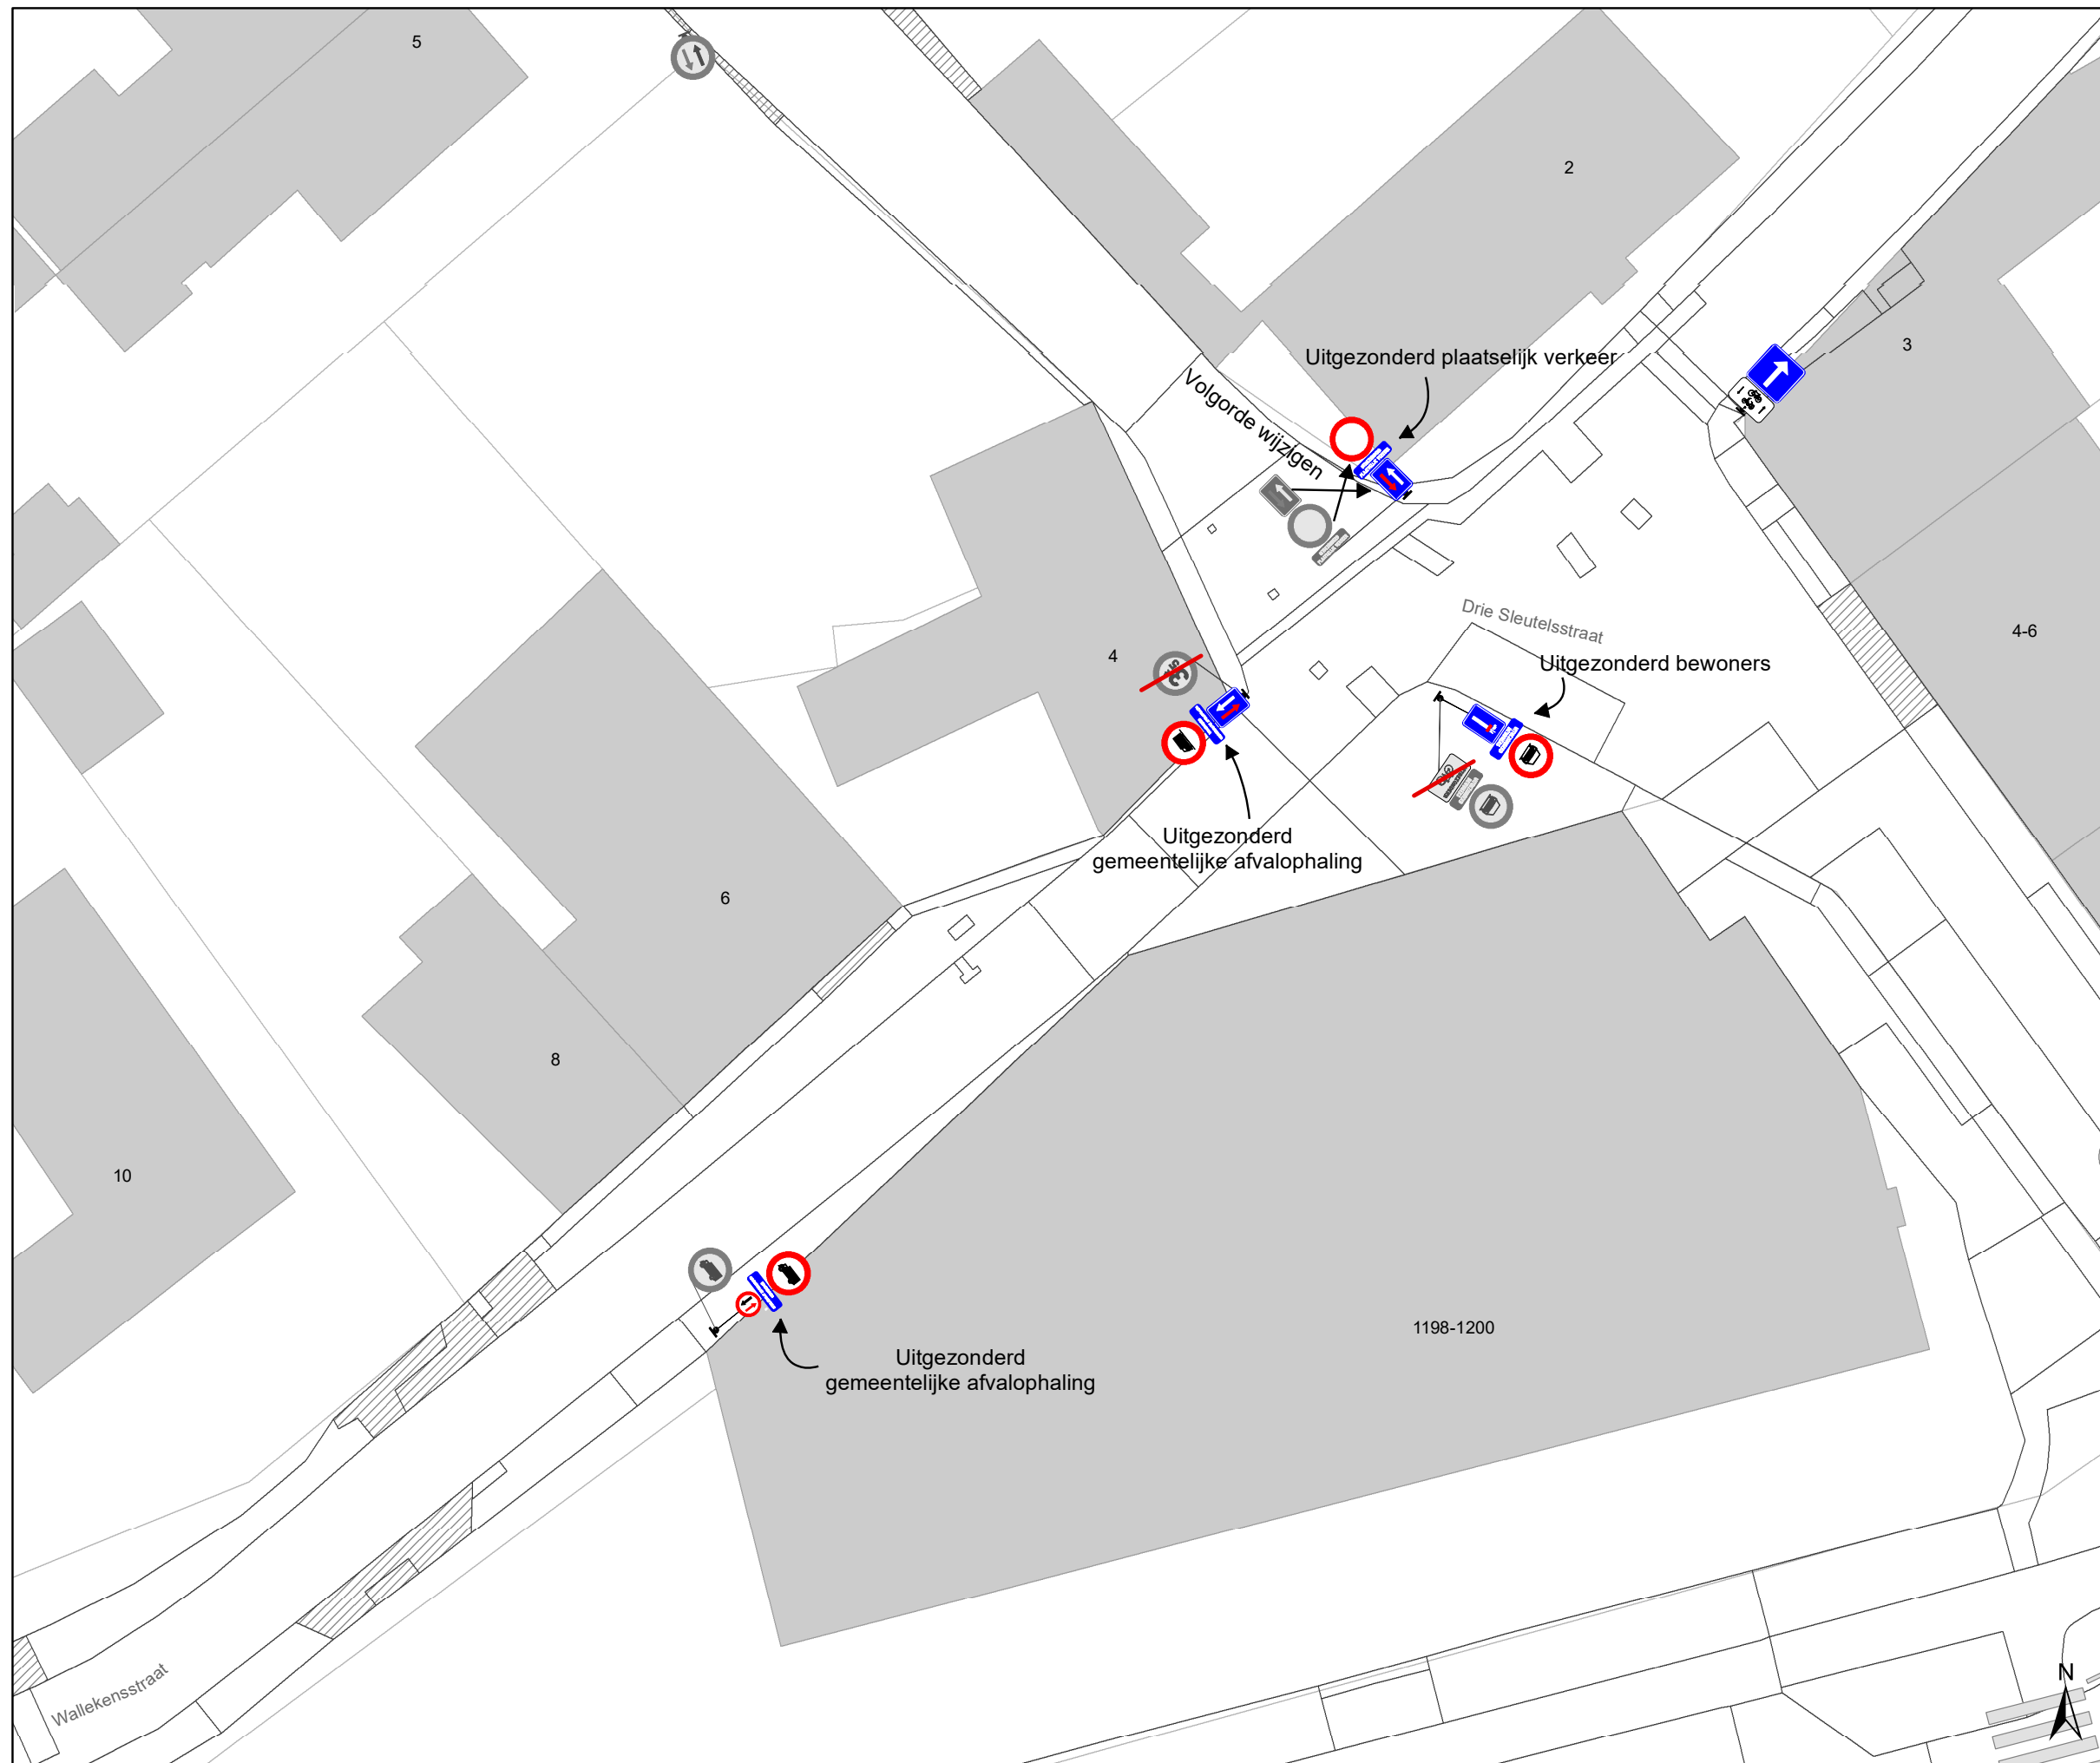 5
2
3
Uitgezonderd plaatselijk verkeer
Volgorde wijzigen
Drie Sleutelsstraat
4-6
4
Uitgezonderd bewoners
Uitgezonderd
gemeentelijke afvalophaling
6
8
10
1198-1200
Uitgezonderd
gemeentelijke afvalophaling
Wallekensstraat
N